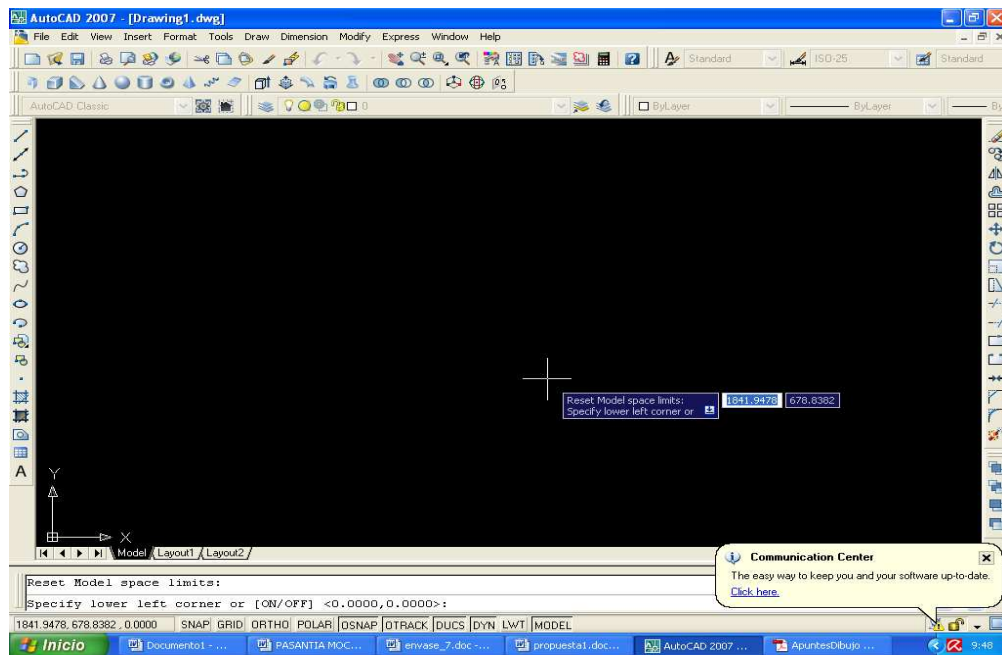 AutoCAD 2007 - [Drawing1.dwg]
File Edit View Insert Format Tools Draw Dimension Modify Express Window Help
Standard ISO-25 Standard
AutoCAD Classic 0 ByLayer ByLayer
Reset Model space limits:
Specify lower left corner or 1841.9478 678.8382
A
Y
X
Model Layout1 Layout2
Communication Center
The easy way to keep you and your software up-to-date.
Click here.
Reset Model space limits:
Specify lower left corner or [ON/OFF] <0.0000,0.0000>:
1841.9478, 678.8382 , 0.0000 SNAP GRID ORTHO POLAR OSNAP OTRACK DUCS DYN LWT MODEL
Inicio Documento1 - ... PASANTIA MOC... envase_7.doc -... propuesta1.doc... AutoCAD 2007 ... ApuntesDibujo ... 9:48